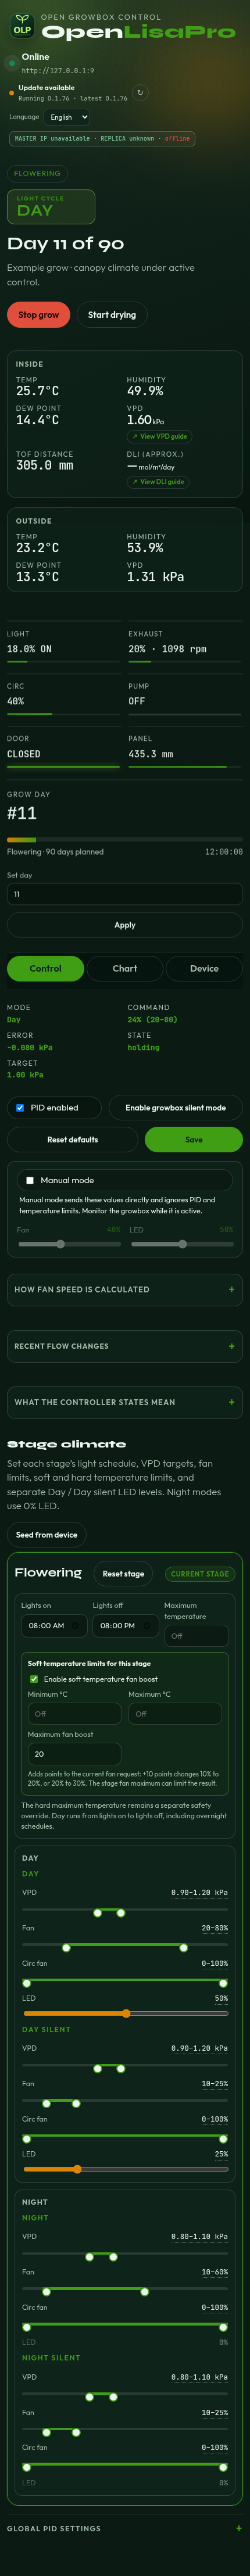 OLP
OPEN GROWBOX CONTROL
OpenLisaPro
Online
http://127.0.0.1:9
Update available
Running 0.1.76 · latest 0.1.76
↻
Language
English
MASTER IP unavailable · REPLICA unknown · offline
FLOWERING
LIGHT CYCLE
DAY
Day 11 of 90
Example grow · canopy climate under active
control.
Stop grow
Start drying
INSIDE
TEMP
HUMIDITY
25.7°C
49.9%
DEW POINT
VPD
14.4°C
1.60 kPa
↗ View VPD guide
TOF DISTANCE
DLI (APPROX.)
305.0 mm
— mol/m²/day
↗ View DLI guide
OUTSIDE
TEMP
HUMIDITY
23.2°C
53.9%
DEW POINT
VPD
13.3°C
1.31 kPa
LIGHT
EXHAUST
18.0% ON
20% · 1098 rpm
CIRC
PUMP
40%
OFF
DOOR
PANEL
CLOSED
435.3 mm
GROW DAY
#11
Flowering · 90 days planned
12:00:00
Set day
11
Apply
Control
Chart
Device
MODE
COMMAND
Day
24% (20–80)
ERROR
STATE
-0.080 kPa
holding
TARGET
1.00 kPa
PID enabled
Enable growbox silent mode
Reset defaults
Save
Manual mode
Manual mode sends these values directly and ignores PID and
temperature limits. Monitor the growbox while it is active.
Fan
40%
LED
50%
HOW FAN SPEED IS CALCULATED
+
RECENT FLOW CHANGES
+
WHAT THE CONTROLLER STATES MEAN
+
Stage climate
Set each stage's light schedule, VPD targets, fan
limits, soft and hard temperature limits, and
separate Day / Day silent LED levels. Night modes
use 0% LED.
Seed from device
Flowering
Reset stage
CURRENT STAGE
Lights on
Lights off
Maximum
temperature
08:00 AM
08:00 PM
Off
Soft temperature limits for this stage
Enable soft temperature fan boost
Minimum °C
Maximum °C
Off
Off
Maximum fan boost
20
Adds points to the current fan request: +10 points changes 10% to
20%, or 20% to 30%. The stage fan maximum can limit the result.
The hard maximum temperature remains a separate safety
override. Day runs from lights on to lights off, including overnight
schedules.
DAY
DAY
VPD
0.90–1.20 kPa
Fan
20–80%
Circ fan
0–100%
LED
50%
DAY SILENT
VPD
0.90–1.20 kPa
Fan
10–25%
Circ fan
0–100%
LED
25%
NIGHT
NIGHT
VPD
0.80–1.10 kPa
Fan
10–60%
Circ fan
0–100%
LED
0%
NIGHT SILENT
VPD
0.80–1.10 kPa
Fan
10–25%
Circ fan
0–100%
LED
0%
GLOBAL PID SETTINGS
+